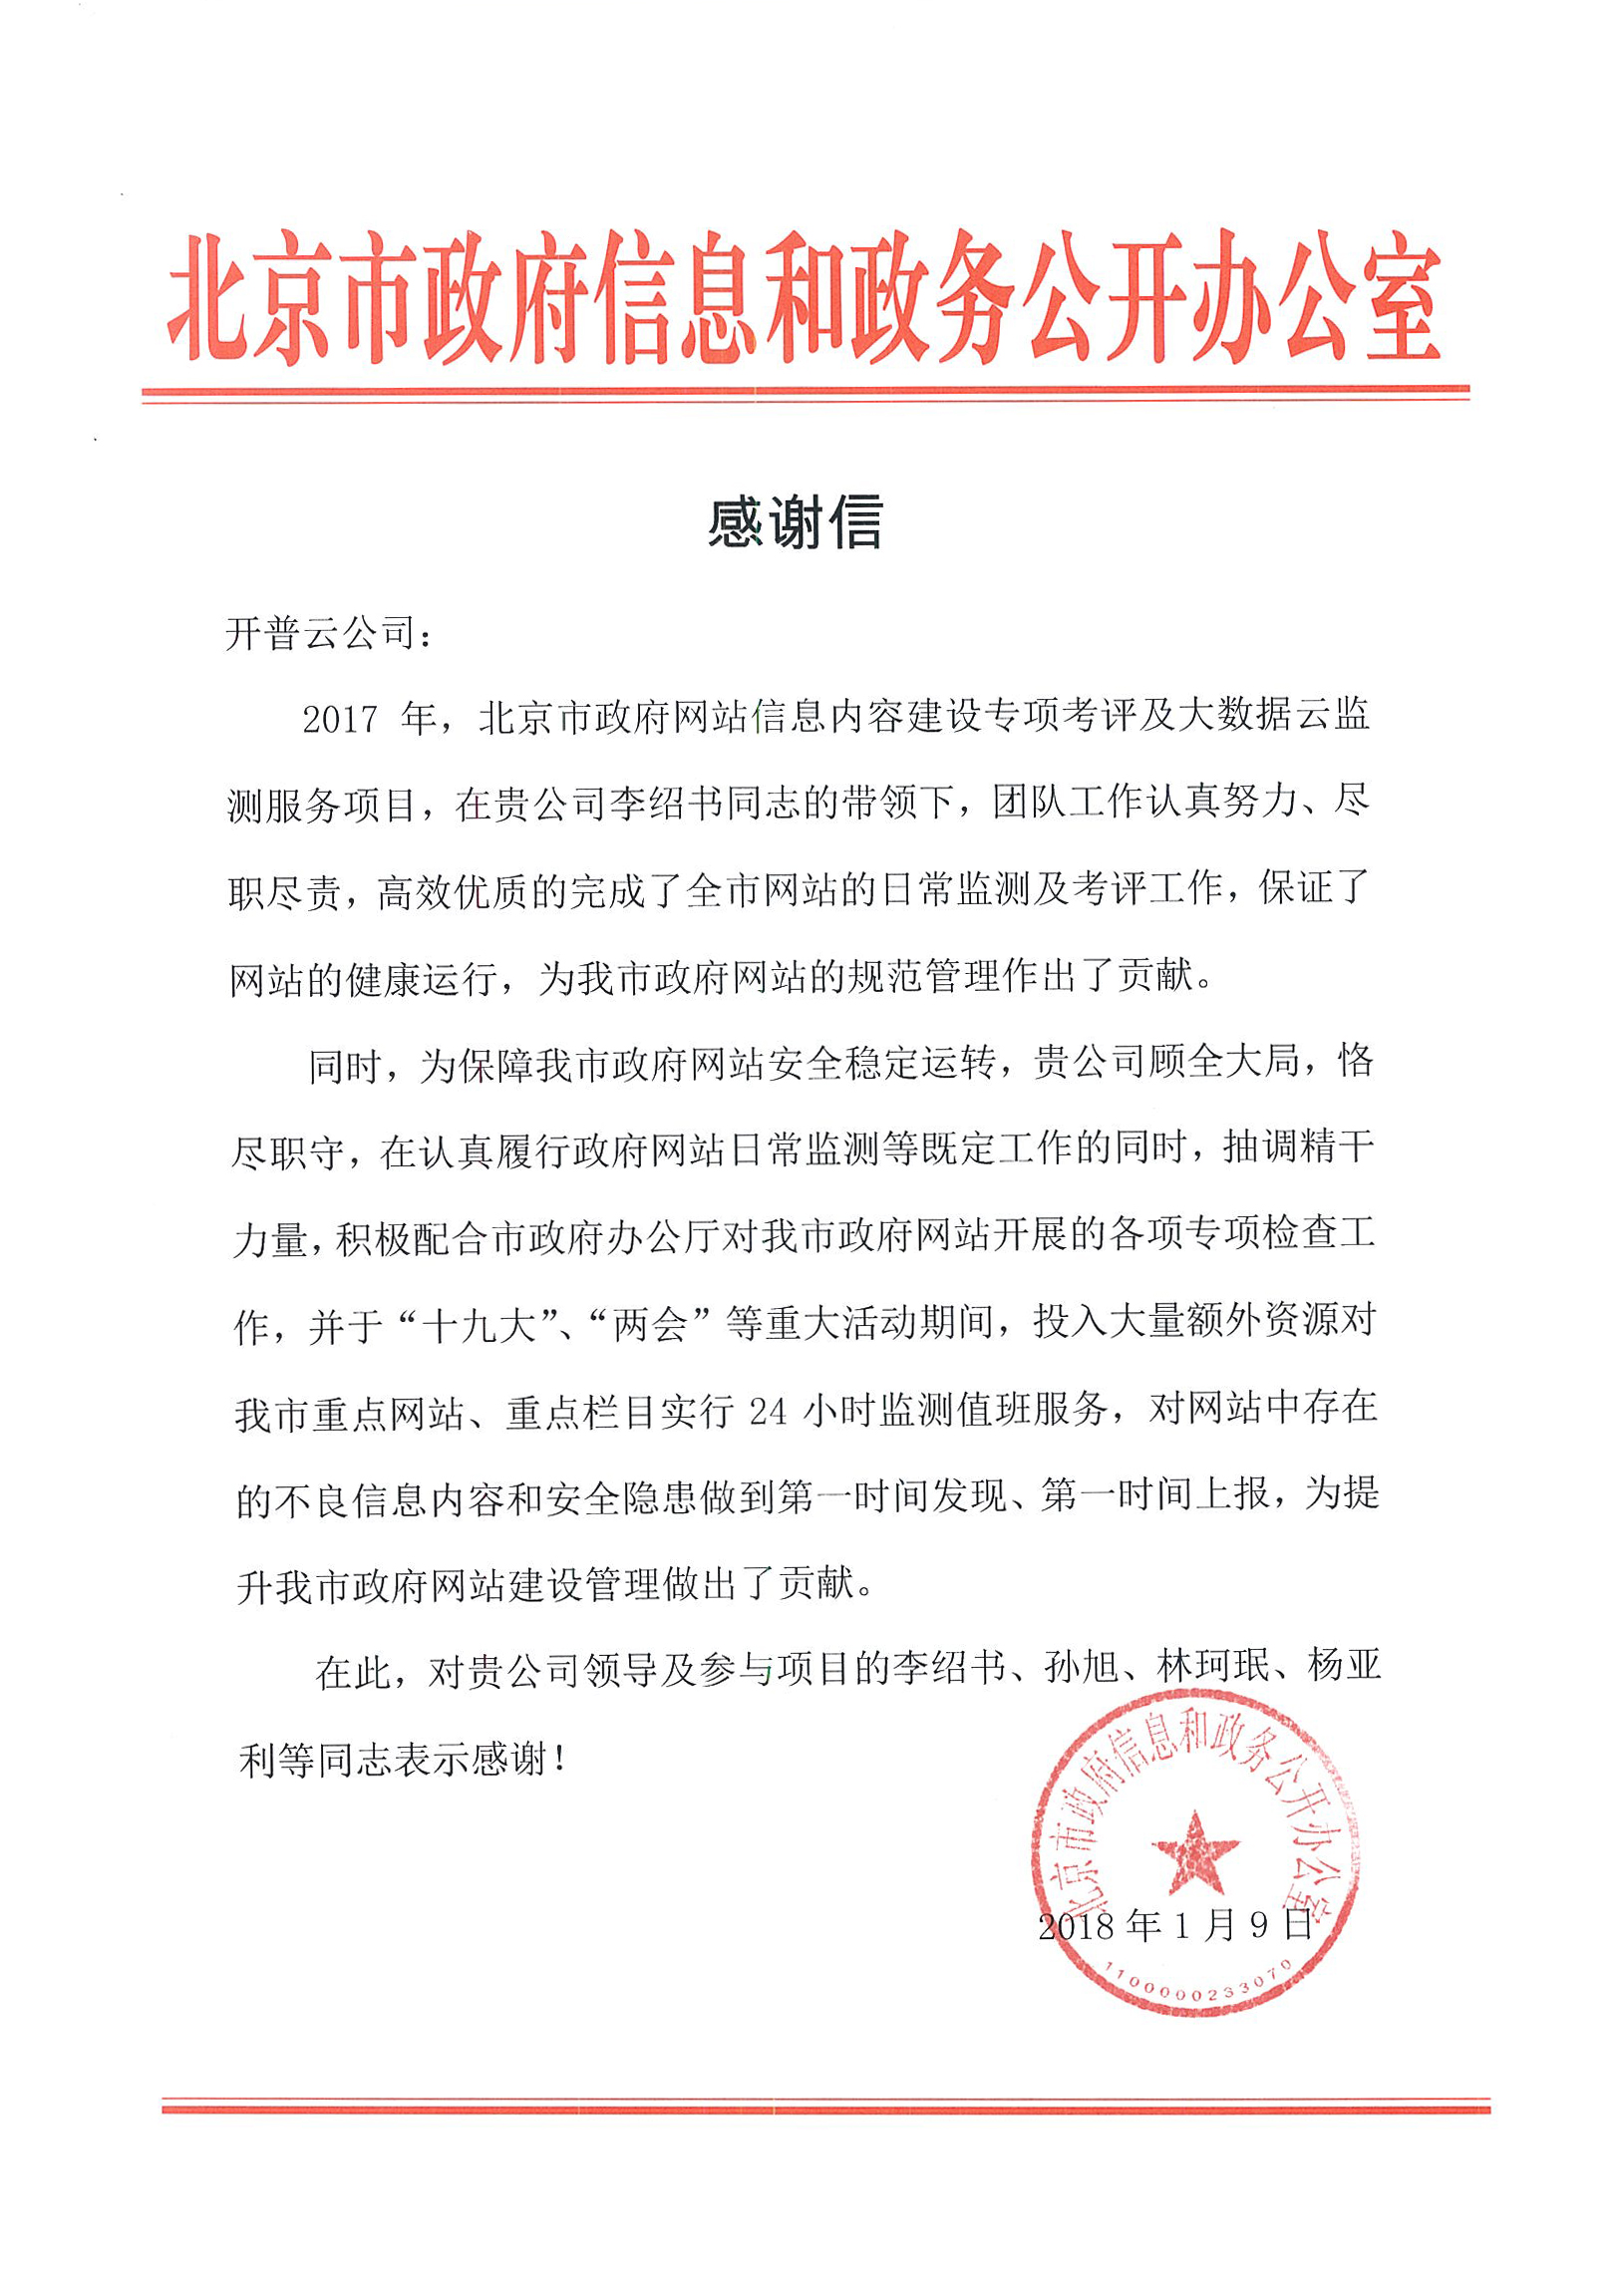 北京市政府信息和政务公开办公室
感谢信
开普云公司：
2017 年，北京市政府网站信息内容建设专项考评及大数据云监
测服务项目，在贵公司李绍书同志的带领下，团队工作认真努力、尽
职尽责，高效优质的完成了全市网站的日常监测及考评工作，保证了
网站的健康运行，为我市政府网站的规范管理作出了贡献。
同时，为保障我市政府网站安全稳定运转，贵公司顾全大局，恪
尽职守，在认真履行政府网站日常监测等既定工作的同时，抽调精干
力量，积极配合市政府办公厅对我市政府网站开展的各项专项检查工
作，并于“十九大”、“两会”等重大活动期间，投入大量额外资源对
我市重点网站、重点栏目实行 24 小时监测值班服务，对网站中存在
的不良信息内容和安全隐患做到第一时间发现、第一时间上报，为提
升我市政府网站建设管理做出了贡献。
在此，对贵公司领导及参与项目的李绍书、孙旭、林珂珉、杨亚
利等同志表示感谢！
北京市政府信息和政务公开办公室
2018 年 1 月 9 日
1100000233070